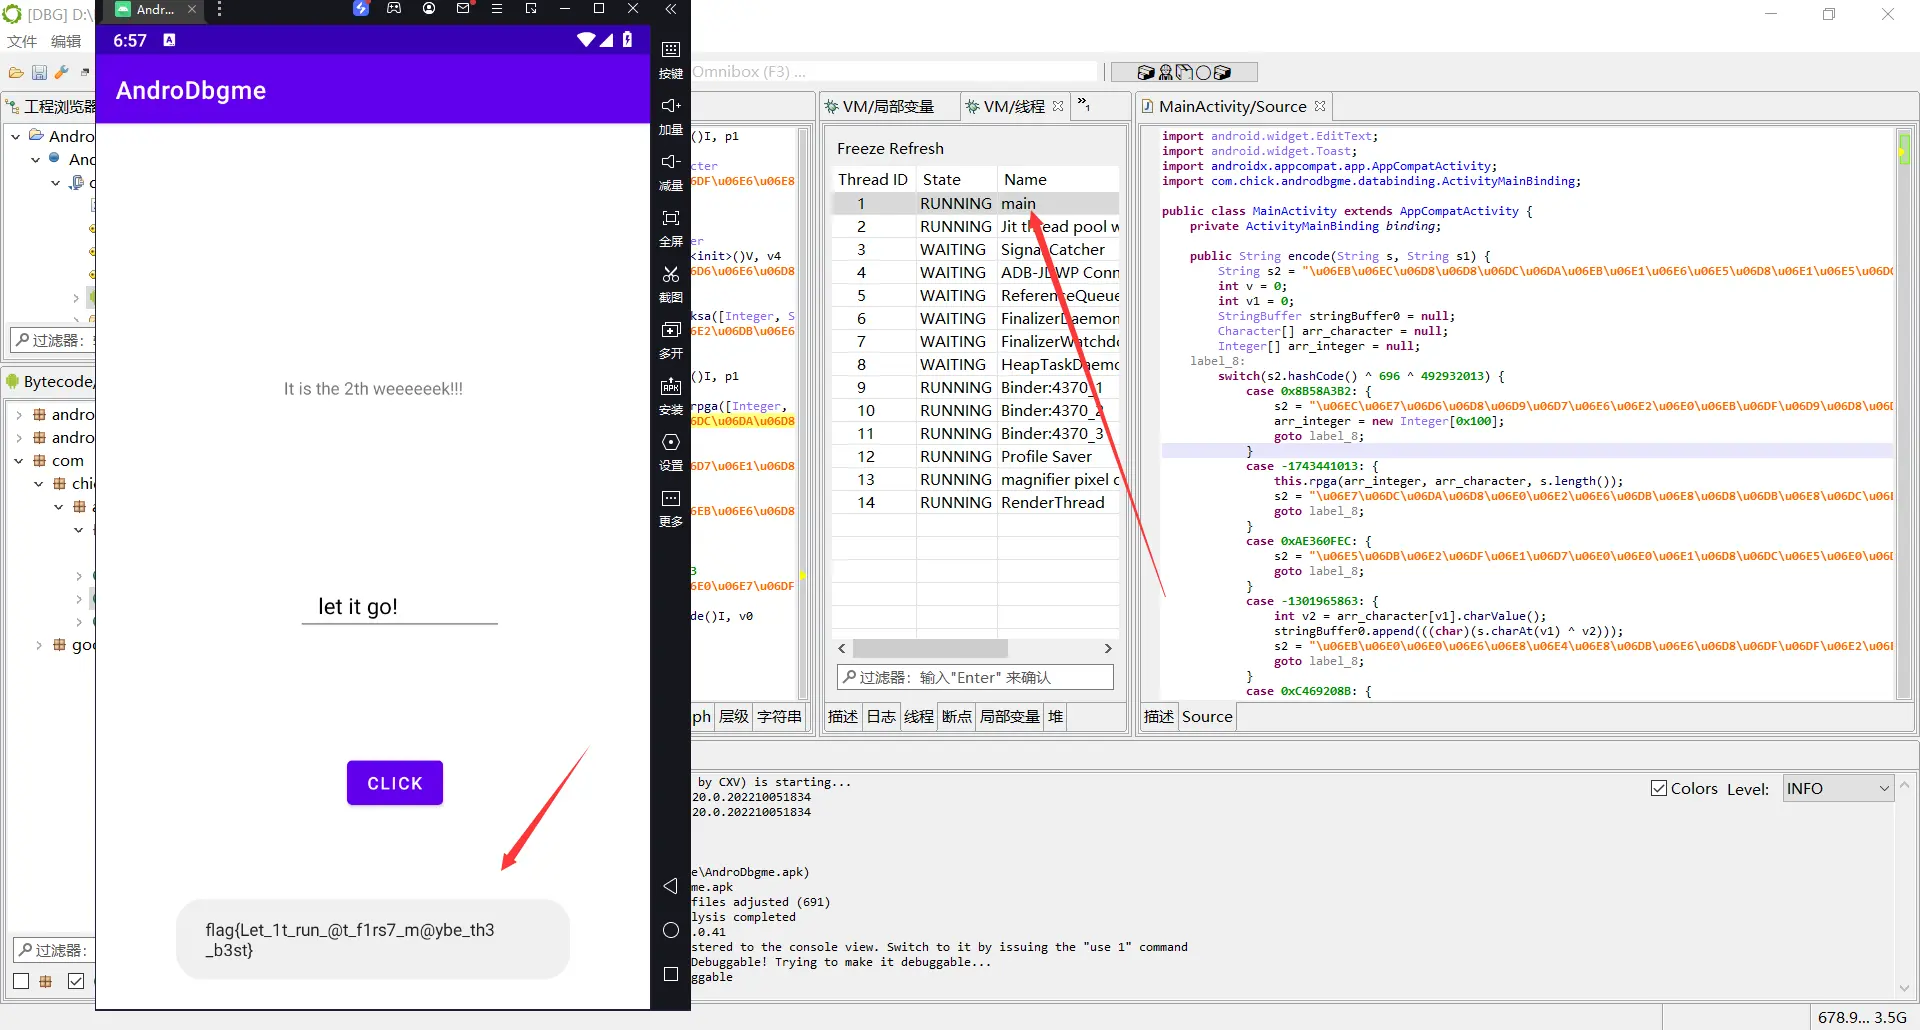 [DBG] D:\
文件 编辑
Andr...
6:57
AndroDbgme
It is the 2th weeeeeek!!!
let it go!
CLICK
flag{Let_1t_run_@t_f1rs7_m@ybe_th3
_b3st}
按键
加量
减量
全屏
截图
多开
安装
设置
更多
工程浏览器
Andro
And
过滤器:
Bytecode/
andro
andro
com
chi
goo
过滤器:
Omnibox (F3) ...
()I, p1
cter
6DF\u06E6\u06E8
er
<init>()V, v4
6D6\u06E6\u06D8
ksa([Integer, S
6E2\u06DB\u06E6
()I, p1
rpga([Integer,
6DC\u06DA\u06D8
6D7\u06E1\u06D8
6EB\u06E6\u06D8
3
6E0\u06E7\u06DF
de()I, v0
ph 层级 字符串
VM/局部变量 VM/线程 »1
Freeze Refresh
Thread ID State Name
1 RUNNING main
2 RUNNING Jit thread pool w
3 WAITING Signal Catcher
4 WAITING ADB-JDWP Conn
5 WAITING ReferenceQueue
6 WAITING FinalizerDaemon
7 WAITING FinalizerWatchdo
8 WAITING HeapTaskDaemo
9 RUNNING Binder:4370_1
10 RUNNING Binder:4370_2
11 RUNNING Binder:4370_3
12 RUNNING Profile Saver
13 RUNNING magnifier pixel c
14 RUNNING RenderThread
过滤器: 输入"Enter" 来确认
描述 日志 线程 断点 局部变量 堆
MainActivity/Source
import android.widget.EditText;
import android.widget.Toast;
import androidx.appcompat.app.AppCompatActivity;
import com.chick.androdbgme.databinding.ActivityMainBinding;
public class MainActivity extends AppCompatActivity {
private ActivityMainBinding binding;
public String encode(String s, String s1) {
String s2 = "\u06EB\u06EC\u06D8\u06D8\u06DC\u06DA\u06EB\u06E1\u06E6\u06E5\u06D8\u06E1\u06E5\u06DC
int v = 0;
int v1 = 0;
StringBuffer stringBuffer0 = null;
Character[] arr_character = null;
Integer[] arr_integer = null;
label_8:
switch(s2.hashCode() ^ 696 ^ 492932013) {
case 0x8B58A3B2: {
s2 = "\u06EC\u06E7\u06D6\u06D8\u06D9\u06D7\u06E6\u06E2\u06E0\u06EB\u06DF\u06D9\u06D8\u06D
arr_integer = new Integer[0x100];
goto label_8;
}
case -1743441013: {
this.rpga(arr_integer, arr_character, s.length());
s2 = "\u06E7\u06DC\u06DA\u06D8\u06E0\u06E2\u06E6\u06DB\u06E8\u06D8\u06DB\u06E8\u06DC\u06E
goto label_8;
}
case 0xAE360FEC: {
s2 = "\u06E5\u06DB\u06E2\u06DF\u06E1\u06D7\u06E0\u06E0\u06E1\u06D8\u06DC\u06E5\u06E0\u06D
goto label_8;
}
case -1301965863: {
int v2 = arr_character[v1].charValue();
stringBuffer0.append(((char)(s.charAt(v1) ^ v2)));
s2 = "\u06EB\u06E0\u06E0\u06E6\u06E8\u06E4\u06E8\u06DB\u06E6\u06D8\u06DF\u06DF\u06E2\u06
goto label_8;
}
case 0xC469208B: {
描述 Source
by CXV) is starting...
20.0.202210051834
20.0.202210051834
e\AndroDbgme.apk)
me.apk
files adjusted (691)
lysis completed
.0.41
stered to the console view. Switch to it by issuing the "use 1" command
Debuggable! Trying to make it debuggable...
ggable
Colors Level: INFO
678.9... 3.5G